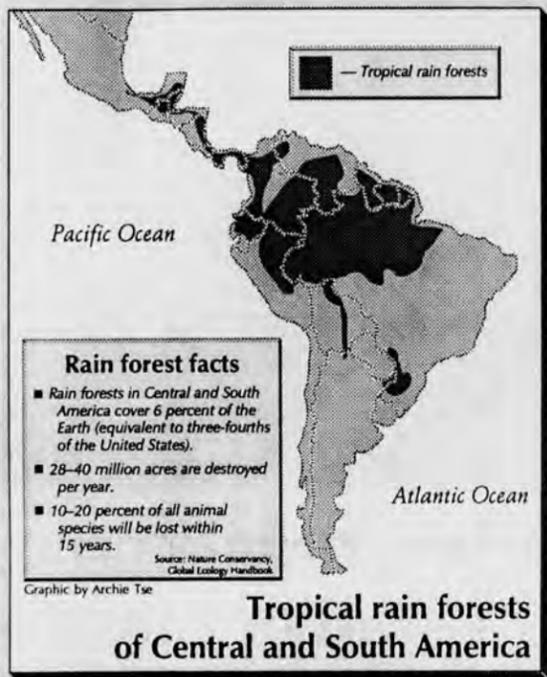 — Tropical rain forests
Pacific Ocean
Rain forest facts
■ Rain forests in Central and South
America cover 6 percent of the
Earth (equivalent to three-fourths
of the United States).
■ 28–40 million acres are destroyed
per year.
■ 10–20 percent of all animal
species will be lost within
15 years.
Source: Nature Conservancy,
Global Ecology Handbook
Atlantic Ocean
Graphic by Archie Tse
Tropical rain forests
of Central and South America